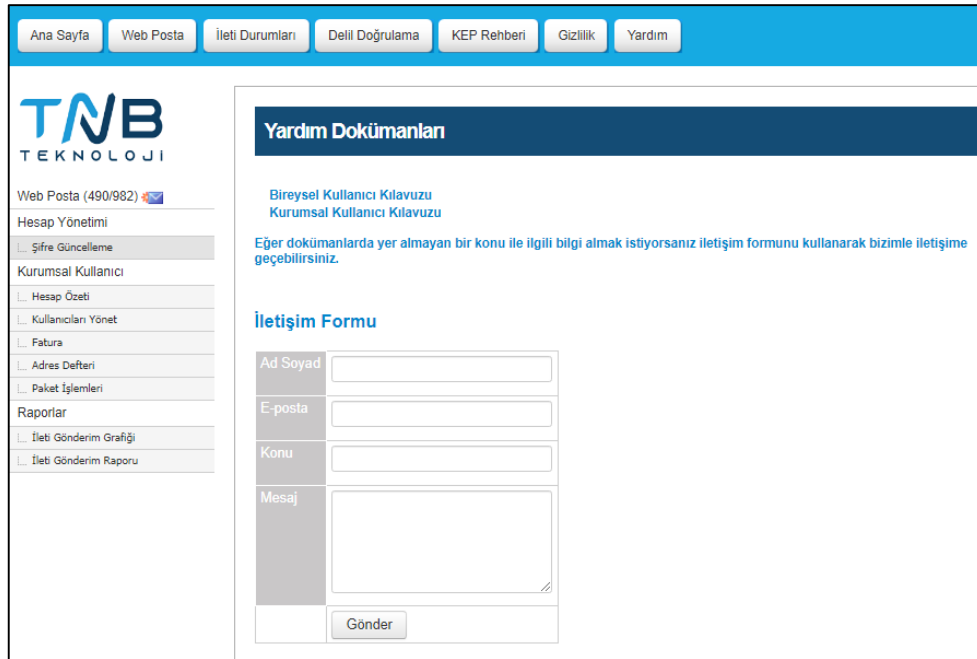 Ana Sayfa Web Posta İleti Durumları Delil Doğrulama KEP Rehberi Gizlilik Yardım
TNB
TEKNOLOJI
Web Posta (490/982)
Hesap Yönetimi
Şifre Güncelleme
Kurumsal Kullanıcı
Hesap Özeti
Kullanıcıları Yönet
Fatura
Adres Defteri
Paket İşlemleri
Raporlar
İleti Gönderim Grafiği
İleti Gönderim Raporu
Yardım Dokümanları
Bireysel Kullanıcı Kılavuzu
Kurumsal Kullanıcı Kılavuzu
Eğer dokümanlarda yer almayan bir konu ile ilgili bilgi almak istiyorsanız iletişim formunu kullanarak bizimle iletişime
geçebilirsiniz.
İletişim Formu
Ad Soyad
E-posta
Konu
Mesaj
Gönder